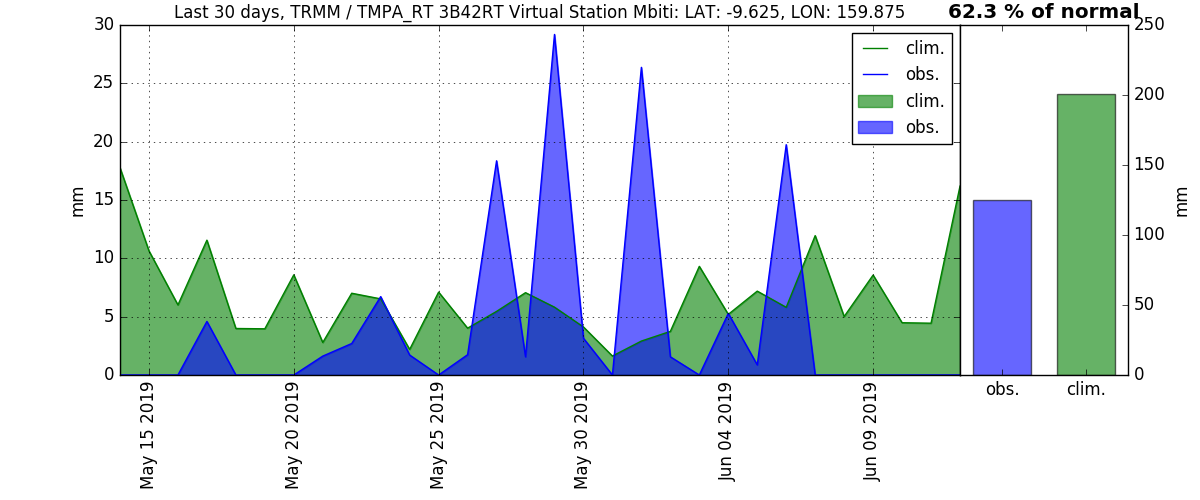 Last 30 days, TRMM / TMPA_RT 3B42RT Virtual Station Mbiti: LAT: -9.625, LON: 159.875
62.3 % of normal
30
25
20
15
10
5
0
mm
clim.
obs.
clim.
obs.
May 15 2019
May 20 2019
May 25 2019
May 30 2019
Jun 04 2019
Jun 09 2019
250
200
150
100
50
0
mm
obs.
clim.